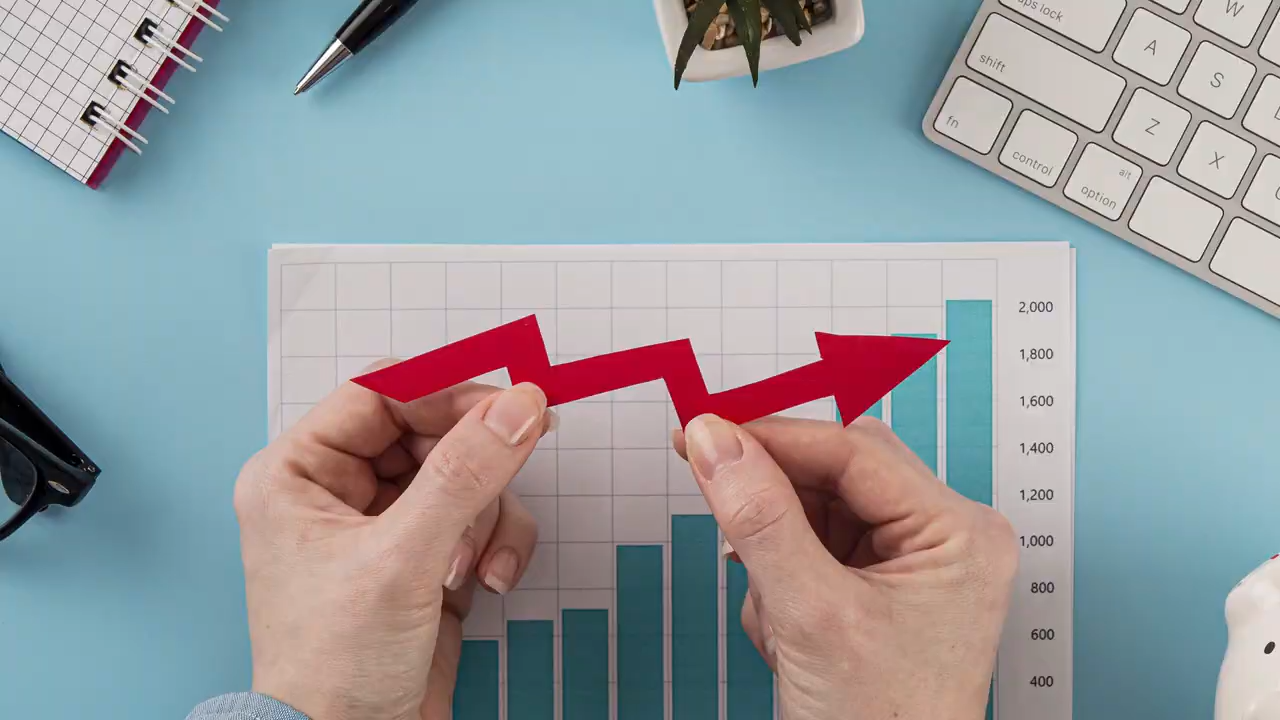 caps lock
A
W
S
shift
Z
X
fn
control
alt
option
2,000
1,800
1,600
1,400
1,200
1,000
800
600
400